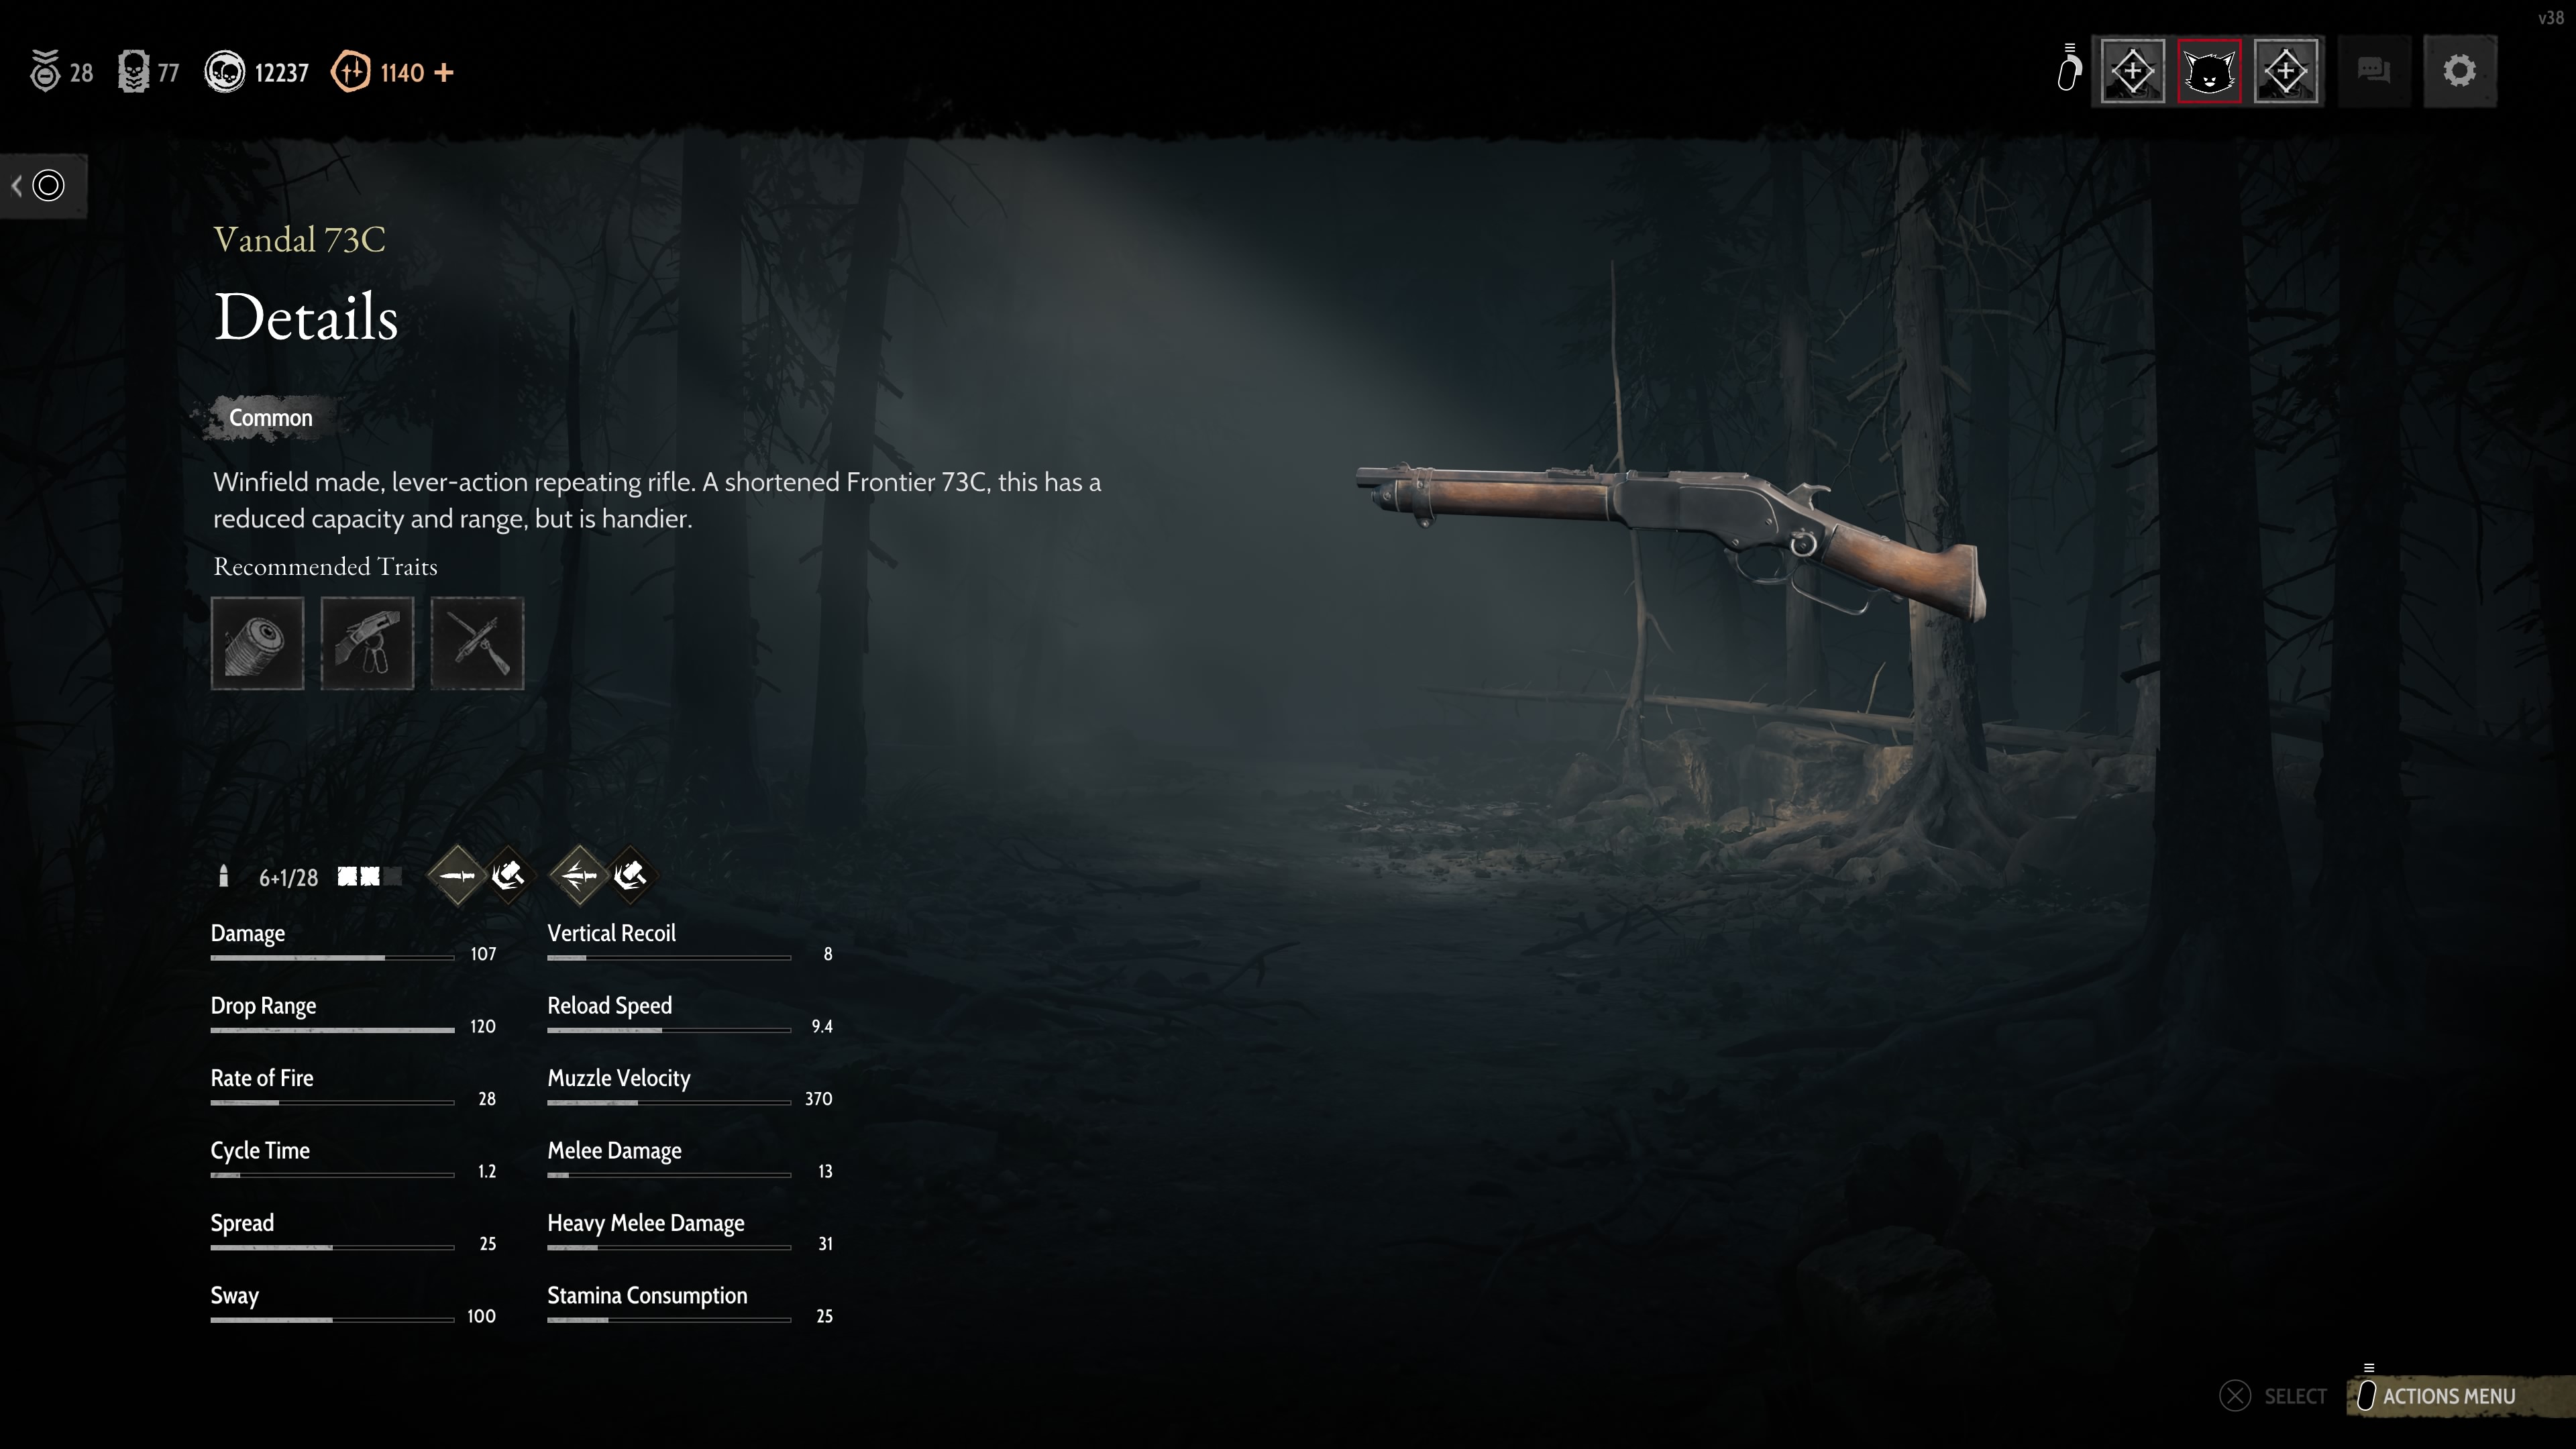 v38
28
77
12237
1140 +
Vandal 73C
Details
Common
Winfield made, lever-action repeating rifle. A shortened Frontier 73C, this has a
reduced capacity and range, but is handier.
Recommended Traits
6+1/28
Damage 107
Vertical Recoil 8
Drop Range 120
Reload Speed 9.4
Rate of Fire 28
Muzzle Velocity 370
Cycle Time 1.2
Melee Damage 13
Spread 25
Heavy Melee Damage 31
Sway 100
Stamina Consumption 25
SELECT
ACTIONS MENU